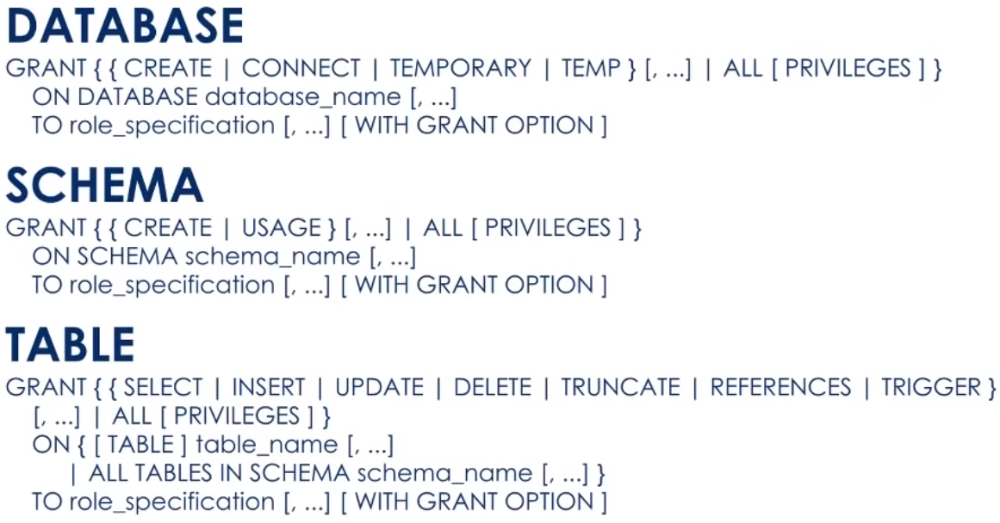 DATABASE
GRANT { { CREATE | CONNECT | TEMPORARY | TEMP } [, ...] | ALL [ PRIVILEGES ] }
ON DATABASE database_name [, ...]
TO role_specification [, ...] [ WITH GRANT OPTION ]
SCHEMA
GRANT { { CREATE | USAGE } [, ...] | ALL [ PRIVILEGES ] }
ON SCHEMA schema_name [, ...]
TO role_specification [, ...] [ WITH GRANT OPTION ]
TABLE
GRANT { { SELECT | INSERT | UPDATE | DELETE | TRUNCATE | REFERENCES | TRIGGER }
[, ...] | ALL [ PRIVILEGES ] }
ON { [ TABLE ] table_name [, ...]
| ALL TABLES IN SCHEMA schema_name [, ...] }
TO role_specification [, ...] [ WITH GRANT OPTION ]